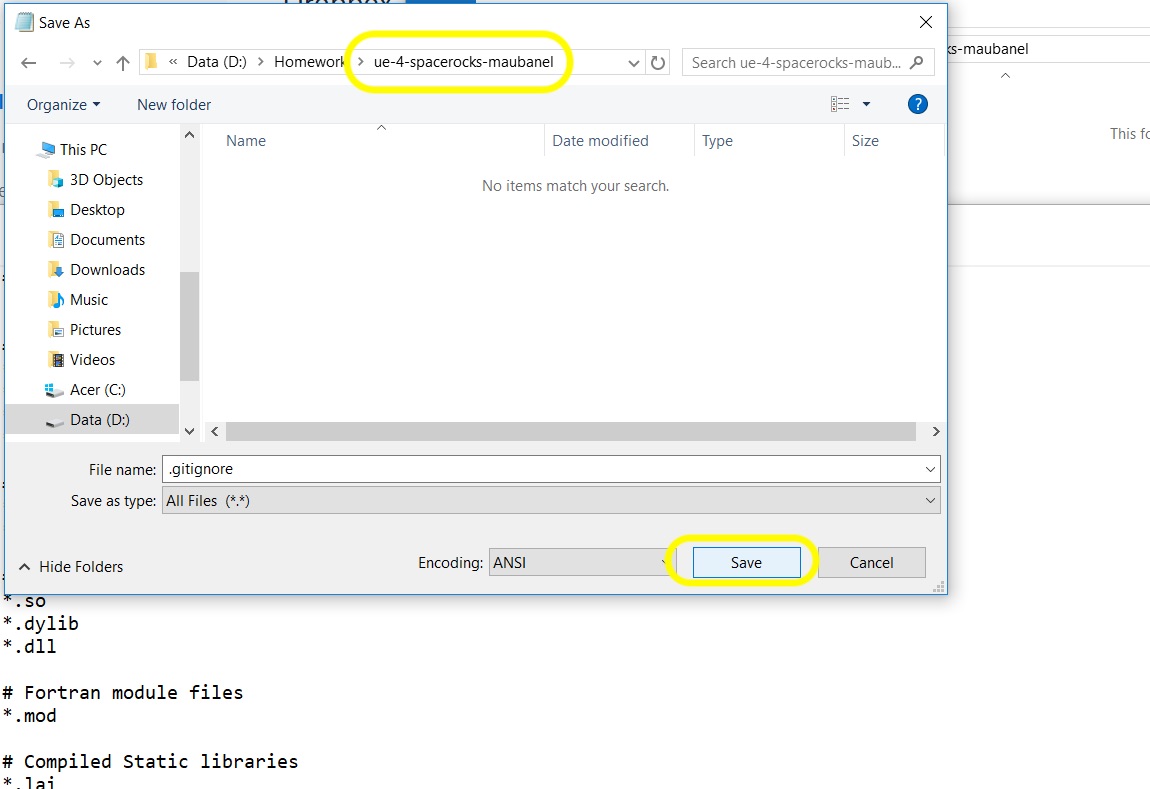 Save As
« Data (D:) > Homework > ue-4-spacerocks-maubanel
Search ue-4-spacerocks-maub...
ks-maubanel
Organize
New folder
?
Name
Date modified
Type
Size
This fo
No items match your search.
This PC
3D Objects
Desktop
Documents
Downloads
Music
Pictures
Videos
Acer (C:)
Data (D:)
File name: .gitignore
Save as type: All Files (*.*)
Hide Folders
Encoding: ANSI
Save
Cancel
*.so
*.dylib
*.dll
# Fortran module files
*.mod
# Compiled Static libraries
*.lai